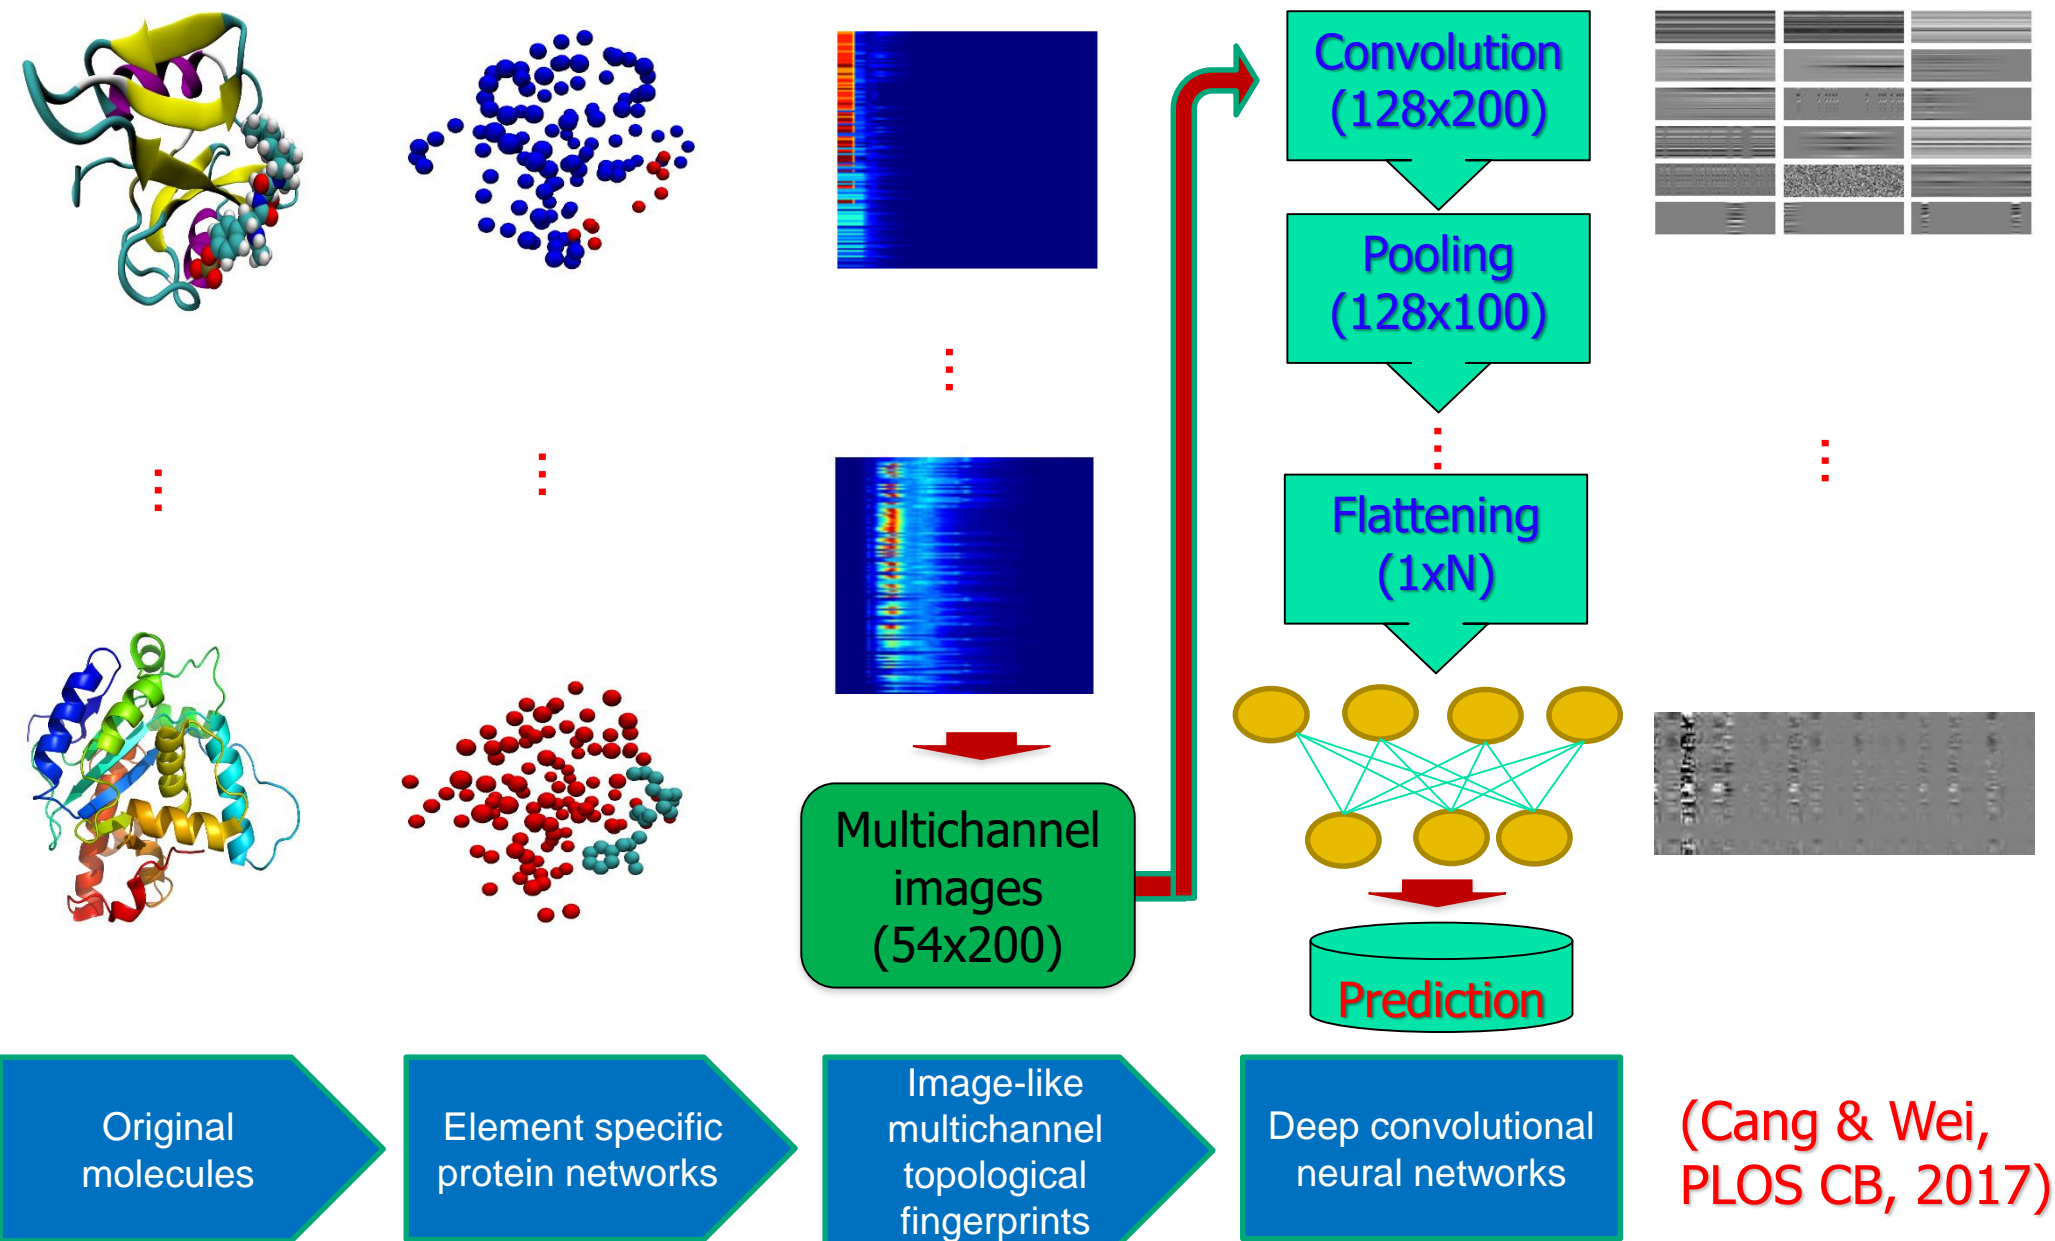 Convolution
(128x200)
Pooling
(128x100)
Flattening
(1xN)
Multichannel
images
(54x200)
Prediction
Original
molecules
Element specific
protein networks
Image-like
multichannel
topological
fingerprints
Deep convolutional
neural networks
(Cang & Wei,
PLOS CB, 2017)